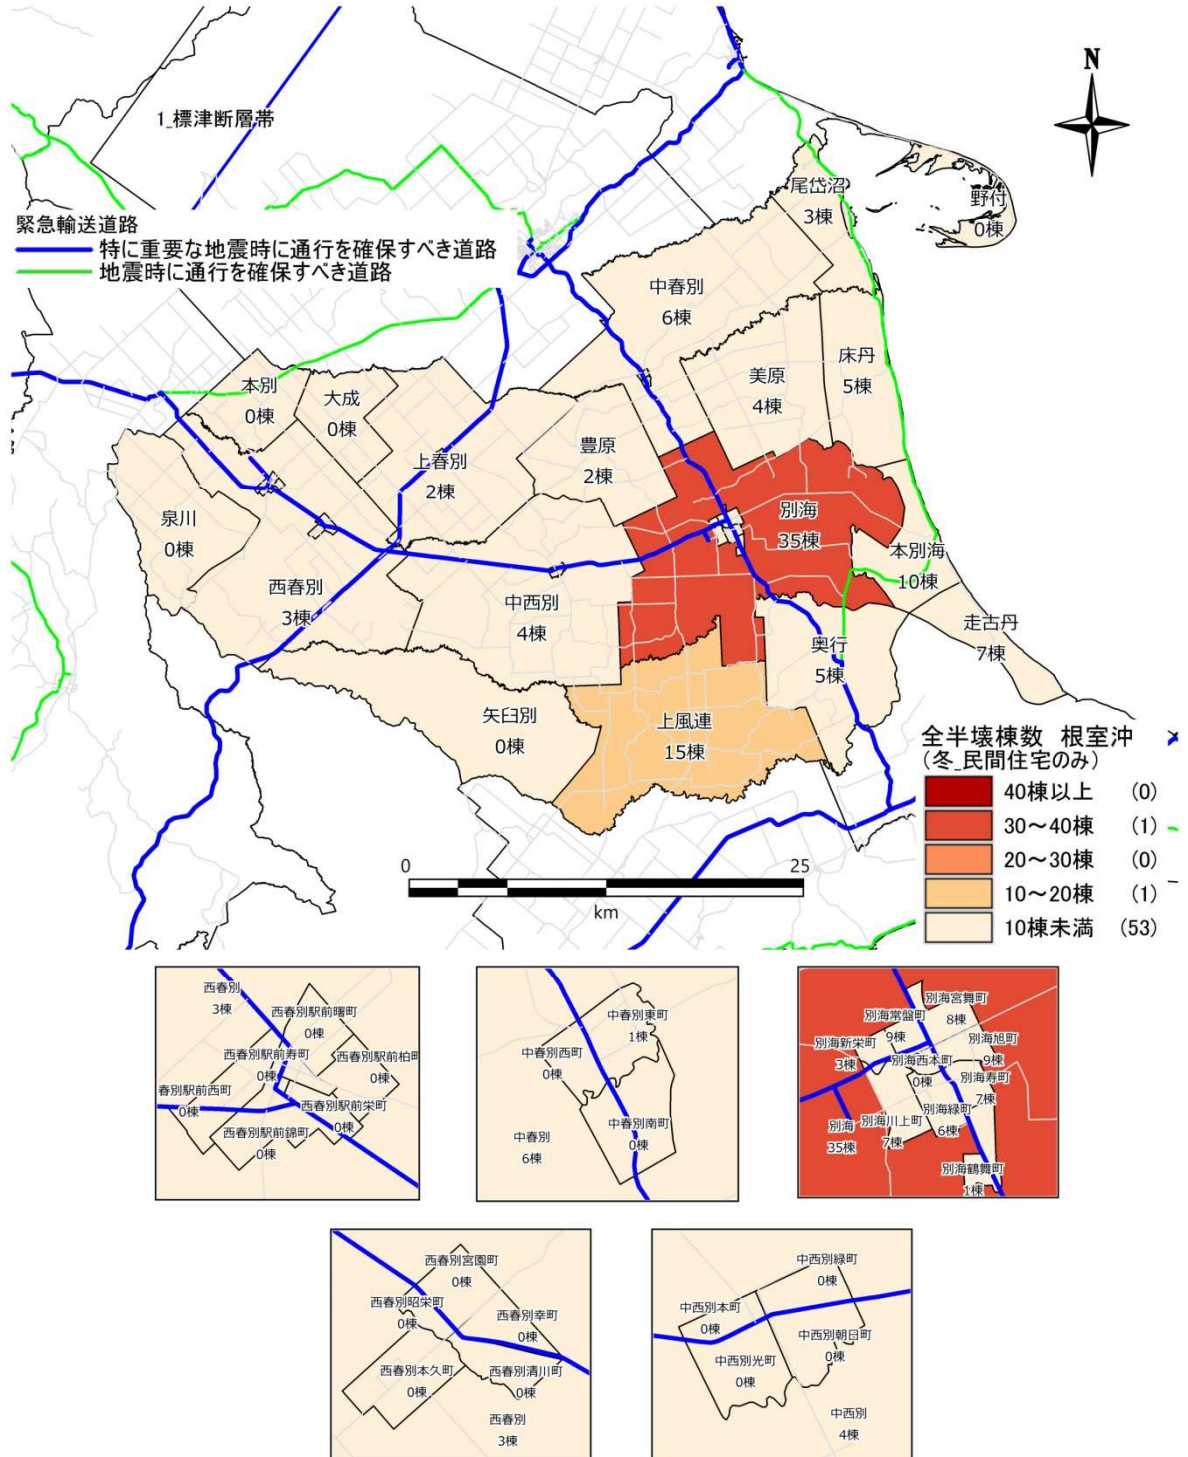 N
1_標津断層帯
緊急輸送道路
特に重要な地震時に通行を確保すべき道路
地震時に通行を確保すべき道路
尾岱沼
3棟
野付
0棟
中春別
6棟
床丹
5棟
美原
4棟
本別
0棟
大成
0棟
上春別
2棟
豊原
2棟
泉川
0棟
別海
35棟
本別海
10棟
西春別
3棟
中西別
4棟
走古丹
7棟
奥行
5棟
矢臼別
0棟
上風連
15棟
全半壊棟数 根室沖
(冬_民間住宅のみ)
40棟以上 (0)
30～40棟 (1)
20～30棟 (0)
10～20棟 (1)
10棟未満 (53)
0 25
km
西春別
3棟
西春別駅前曙町
0棟
西春別駅前寿町
0棟
西春別駅前柏町
0棟
春別駅前西町
0棟
西春別駅前栄町
0棟
西春別駅前錦町
0棟
中春別東町
1棟
中春別西町
0棟
中春別南町
0棟
中春別
6棟
別海宮舞町
8棟
別海常盤町
9棟
別海新栄町
3棟
別海旭町
9棟
別海西本町
0棟
別海寿町
7棟
別海緑町
6棟
別海川上町
7棟
別海
35棟
別海鶴舞町
1棟
西春別宮園町
0棟
西春別昭栄町
0棟
西春別幸町
0棟
西春別本久町
0棟
西春別清川町
0棟
西春別
3棟
中西別緑町
0棟
中西別本町
0棟
中西別朝日町
0棟
中西別光町
0棟
中西別
4棟